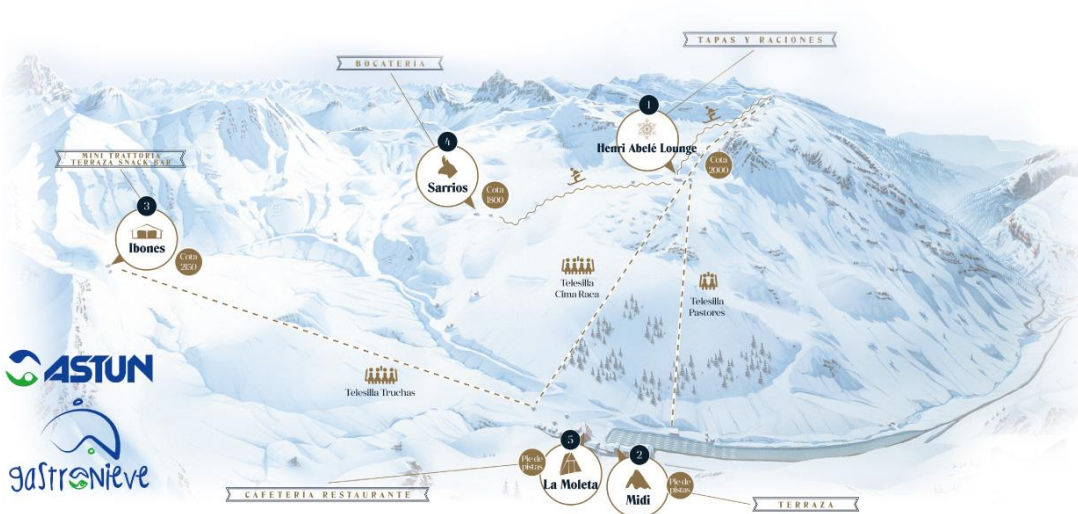 TAPAS Y RACIONES
BOCATERÍA
1
Henri Abelé Lounge
Cota
2000
4
Sarrios
Cota
1800
MINI TRATTORIA
TERRAZA SNACK BAR
3
Ibones
Cota
2150
Telesilla
Cima Raca
Telesilla
Pastores
Telesilla Truchas
ASTUN
gastronieve
5
La Moleta
Pie de
pistas
2
Midi
Pie de
pistas
CAFETERÍA RESTAURANTE
TERRAZA